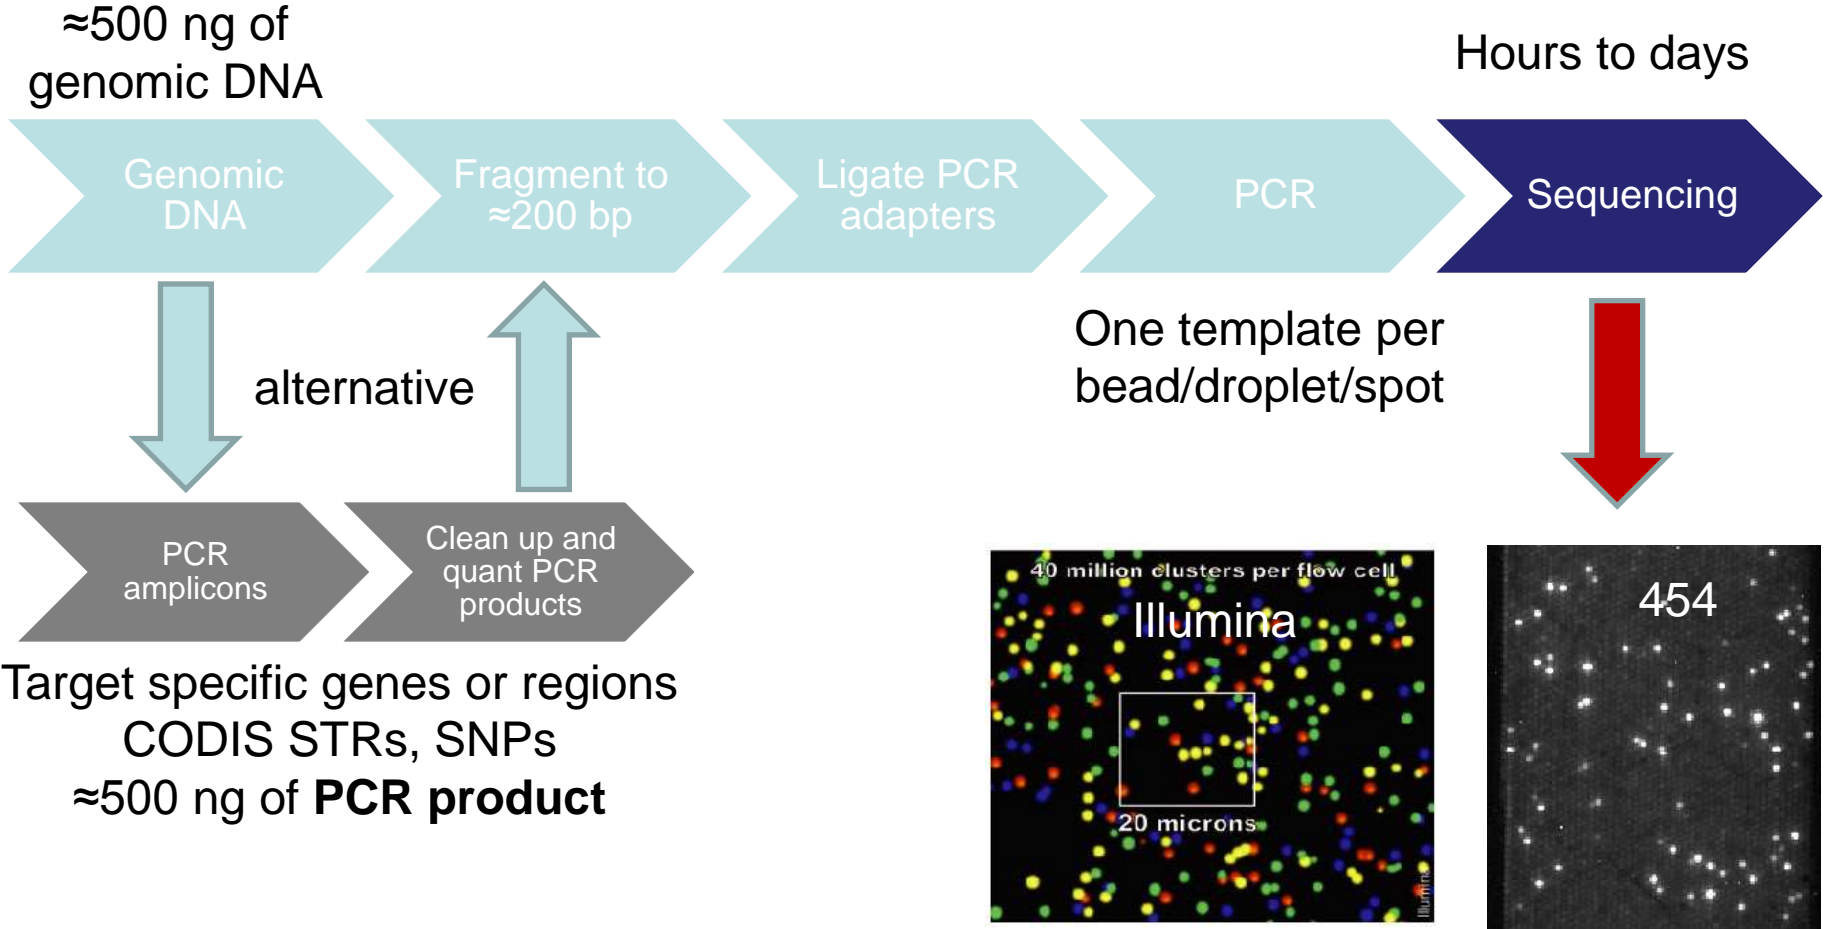 ≈500 ng of
genomic DNA
Hours to days
Genomic
DNA
Fragment to
≈200 bp
Ligate PCR
adapters
PCR
Sequencing
alternative
One template per
bead/droplet/spot
PCR
amplicons
Clean up and
quant PCR
products
Target specific genes or regions
CODIS STRs, SNPs
≈500 ng of PCR product
40 million clusters per flow cell
Illumina
20 microns
Illumina
454